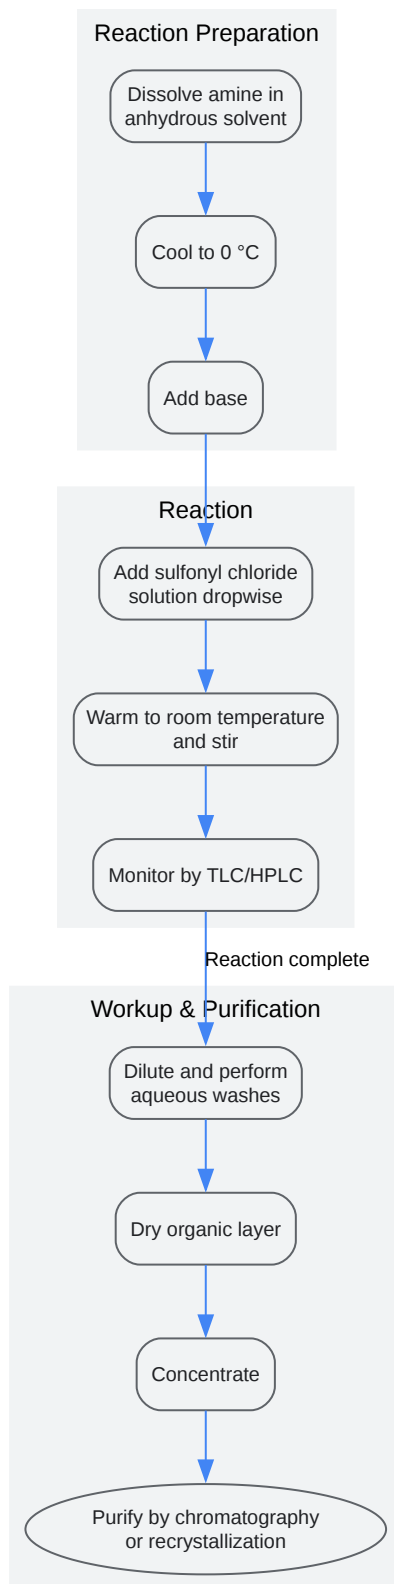 Reaction Preparation
Dissolve amine in
anhydrous solvent
Cool to 0 °C
Add base
Reaction
Add sulfonyl chloride
solution dropwise
Warm to room temperature
and stir
Monitor by TLC/HPLC
Reaction complete
Workup & Purification
Dilute and perform
aqueous washes
Dry organic layer
Concentrate
Purify by chromatography
or recrystallization